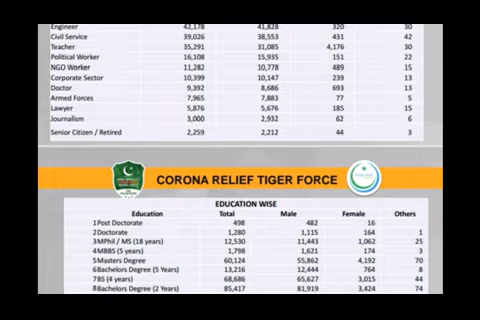 Engineer 42,178 41,828 320 30
Civil Service 39,026 38,553 431 42
Teacher 35,291 31,085 4,176 30
Political Worker 16,108 15,935 151 22
NGO Worker 11,282 10,778 489 15
Corporate Sector 10,399 10,147 239 13
Doctor 9,392 8,686 693 13
Armed Forces 7,965 7,883 77 5
Lawyer 5,876 5,676 185 15
Journalism 3,000 2,932 62 6
Senior Citizen / Retired 2,259 2,212 44 3
CORONA RELIEF TIGER FORCE
EDUCATION WISE
Education Total Male Female Others
1 Post Doctorate 498 482 16
2 Doctorate 1,280 1,115 164 1
3 MPhil / MS (18 years) 12,530 11,443 1,062 25
4 MBBS (5 years) 1,798 1,621 174 3
5 Masters Degree 60,124 55,862 4,192 70
6 Bachelors Degree (5 Years) 13,216 12,444 764 8
7 BS (4 years) 68,686 65,627 3,015 44
8 Bachelors Degree (2 Years) 85,417 81,919 3,424 74